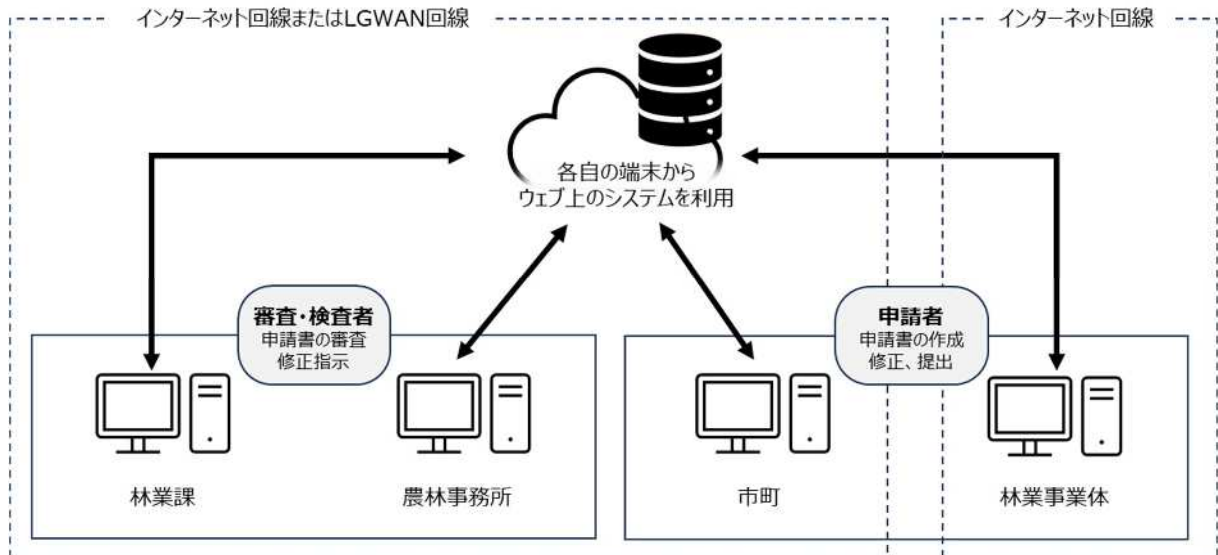 インターネット回線またはLGWAN回線
インターネット回線
各自の端末から
ウェブ上のシステムを利用
審査・検査者
申請書の審査
修正指示
申請者
申請書の作成
修正、提出
林業課
農林事務所
市町
林業事業体